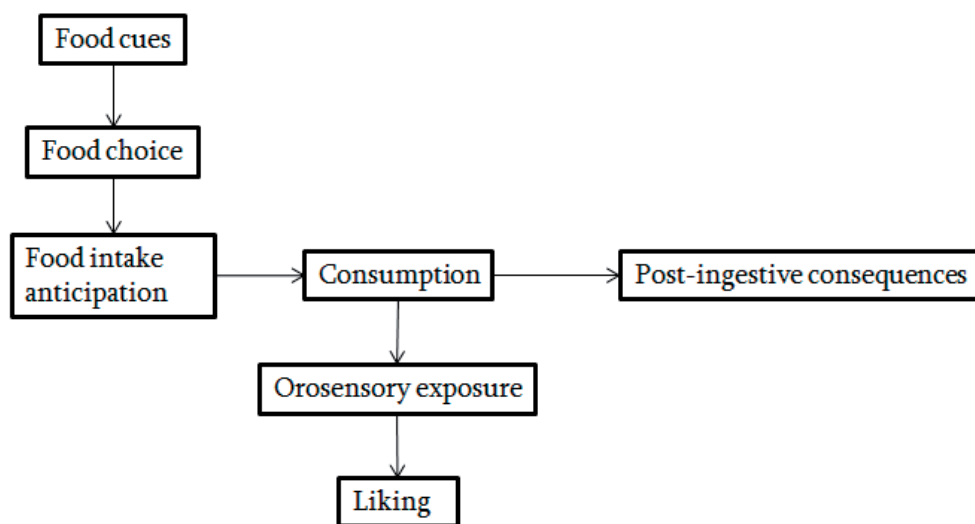 Food cues
Food choice
Food intake
anticipation
Consumption
Post-ingestive consequences
Orosensory exposure
Liking